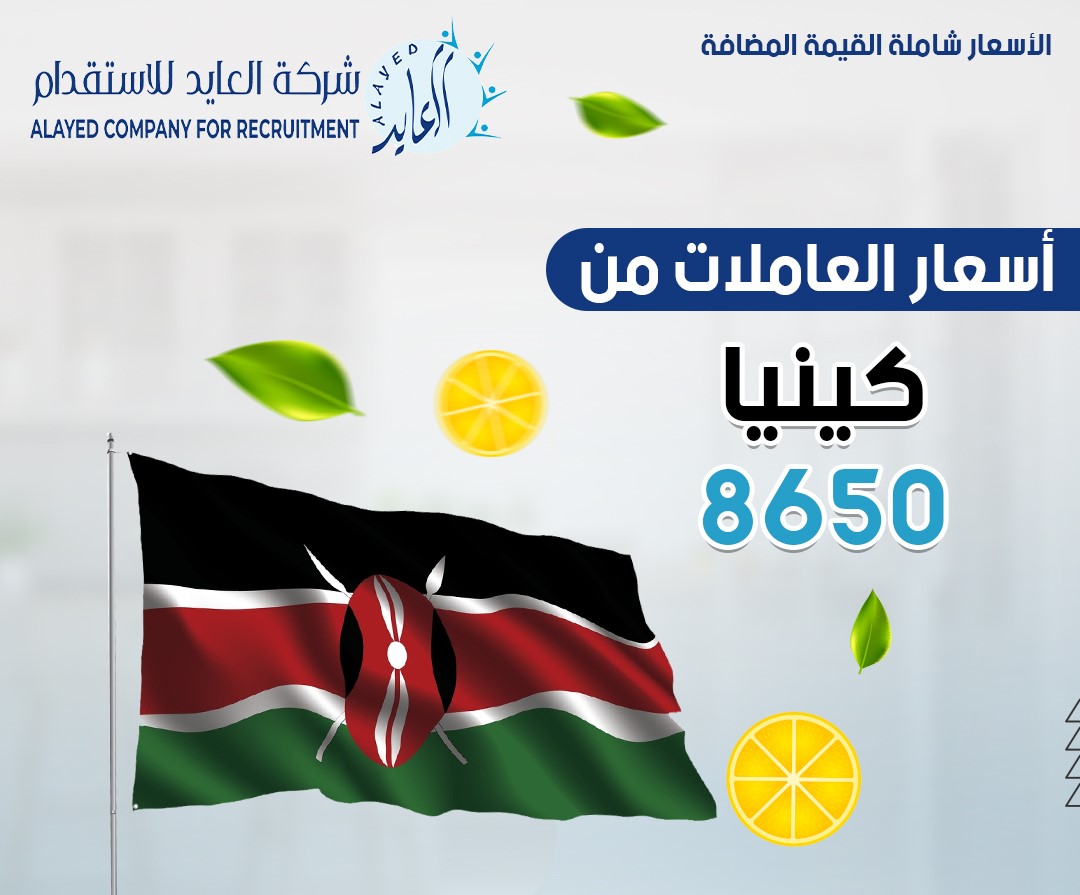 الأسعار شاملة القيمة المضافة
شركة العايد للاستقدام
ALAYED COMPANY FOR RECRUITMENT
ALAYED
العايد
أسعار العاملات من
كينيا
8650